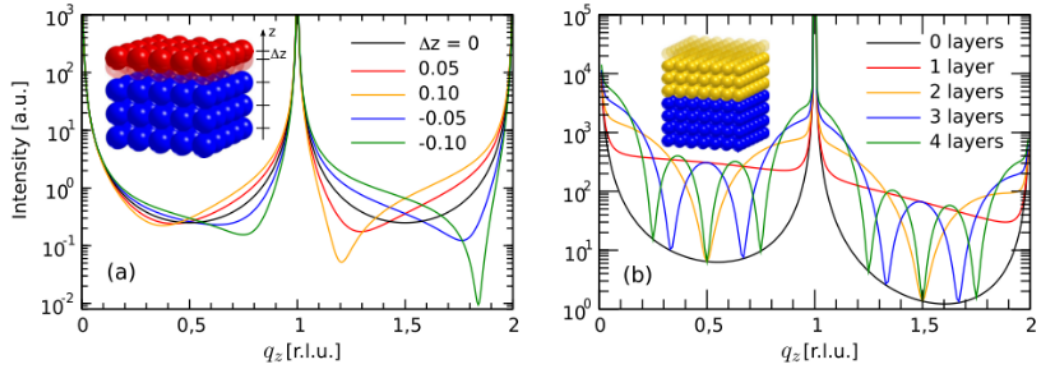 Intensity [a.u.]
10³
10²
10¹
10⁰
10⁻¹
10⁻²
z
Δz
Δz = 0
0.05
0.10
-0.05
-0.10
(a)
0
0,5
1
1,5
2
q_z [r.l.u.]
10⁵
10⁴
10³
10²
10¹
10⁰
0 layers
1 layer
2 layers
3 layers
4 layers
(b)
0
0,5
1
1,5
2
q_z [r.l.u.]